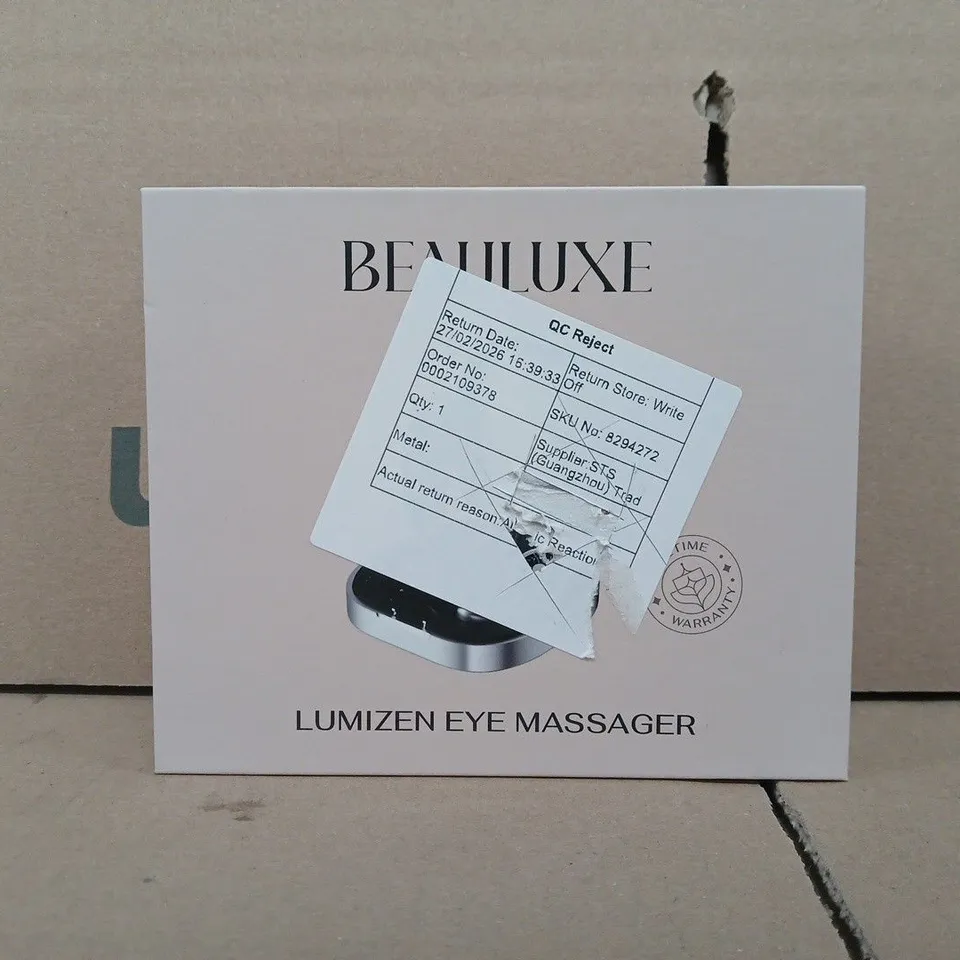 BEAULUXE
QC Reject
Return Date:
27/02/2026 16:39:33
Return Store: Write
Off
Order No:
0002109378
SKU No: 8294272
Qty: 1
Supplier:STS
(Guangzhou) Trad
Metal:
Actual return reason: Reaction
TIME
WARRANTY
LUMIZEN EYE MASSAGER